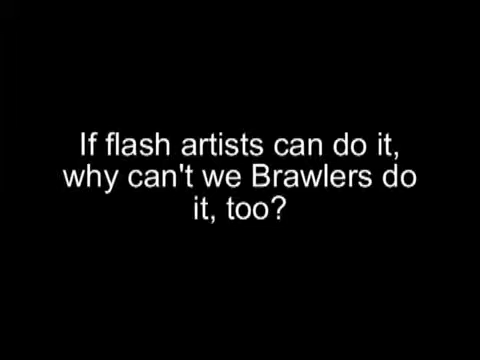 If flash artists can do it,
why can't we Brawlers do
it, too?